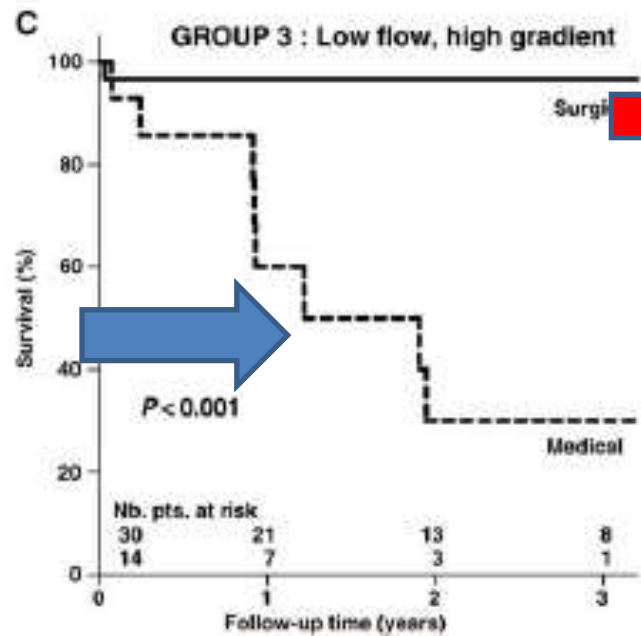 C
GROUP 3 : Low flow, high gradient
100
80
60
40
20
0
Survival (%)
P < 0.001
Medical
Nb. pts. at risk
30 21 13 8
14 7 3 1
0 1 2 3
Follow-up time (years)